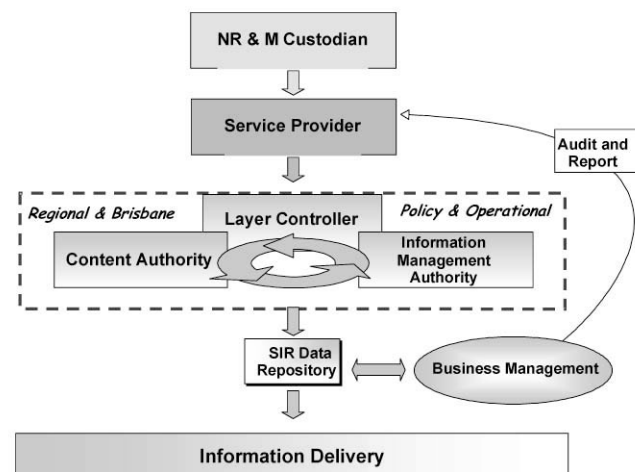 NR & M Custodian
Service Provider
Audit and
Report
Regional & Brisbane
Layer Controller
Policy & Operational
Content Authority
Information
Management
Authority
SIR Data
Repository
Business Management
Information Delivery